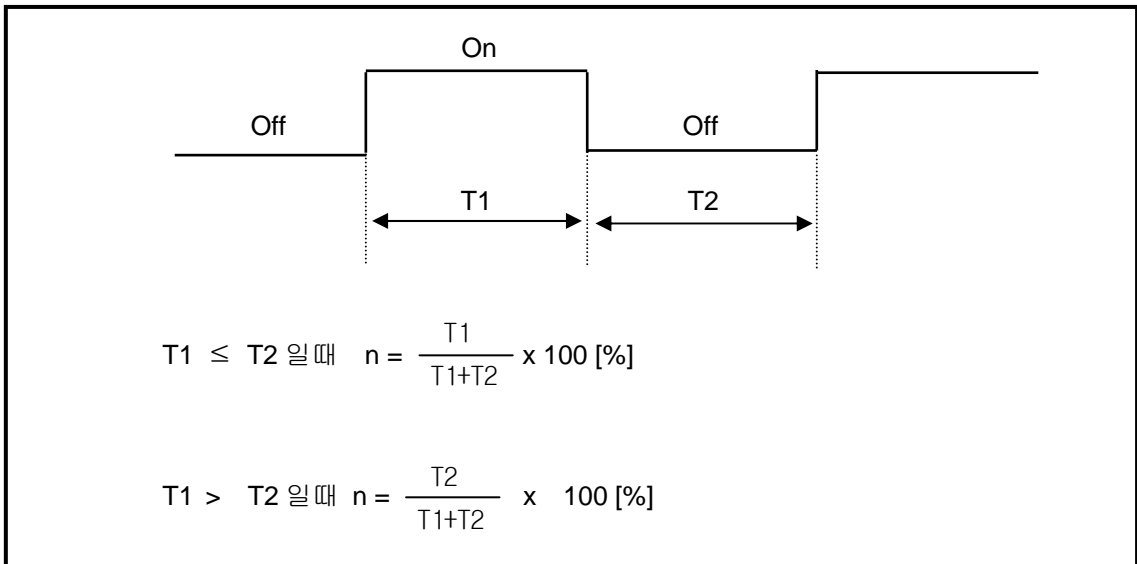 On
Off Off
T1 T2
T1 ≤ T2 일때 n = T1/T1+T2 x 100 [%]
T1 > T2 일때 n = T2/T1+T2 x 100 [%]